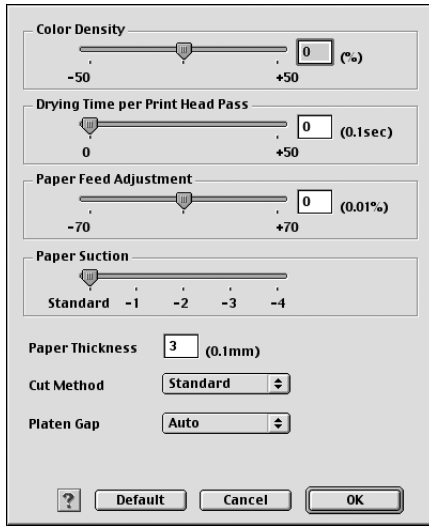 Color Density
0 (%)
-50 +50
Drying Time per Print Head Pass
0 (0.1sec)
0 +50
Paper Feed Adjustment
0 (0.01%)
-70 +70
Paper Suction
Standard -1 -2 -3 -4
Paper Thickness 3 (0.1mm)
Cut Method Standard
Platen Gap Auto
? Default Cancel OK